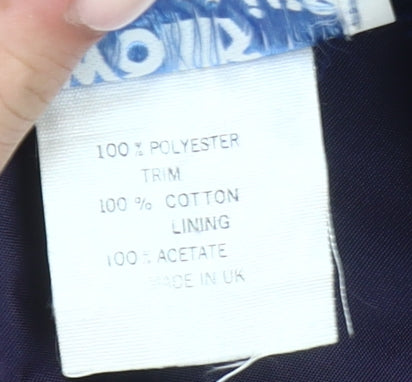 100 % POLYESTER
TRIM
100 % COTTON
LINING
100 % ACETATE
MADE IN UK